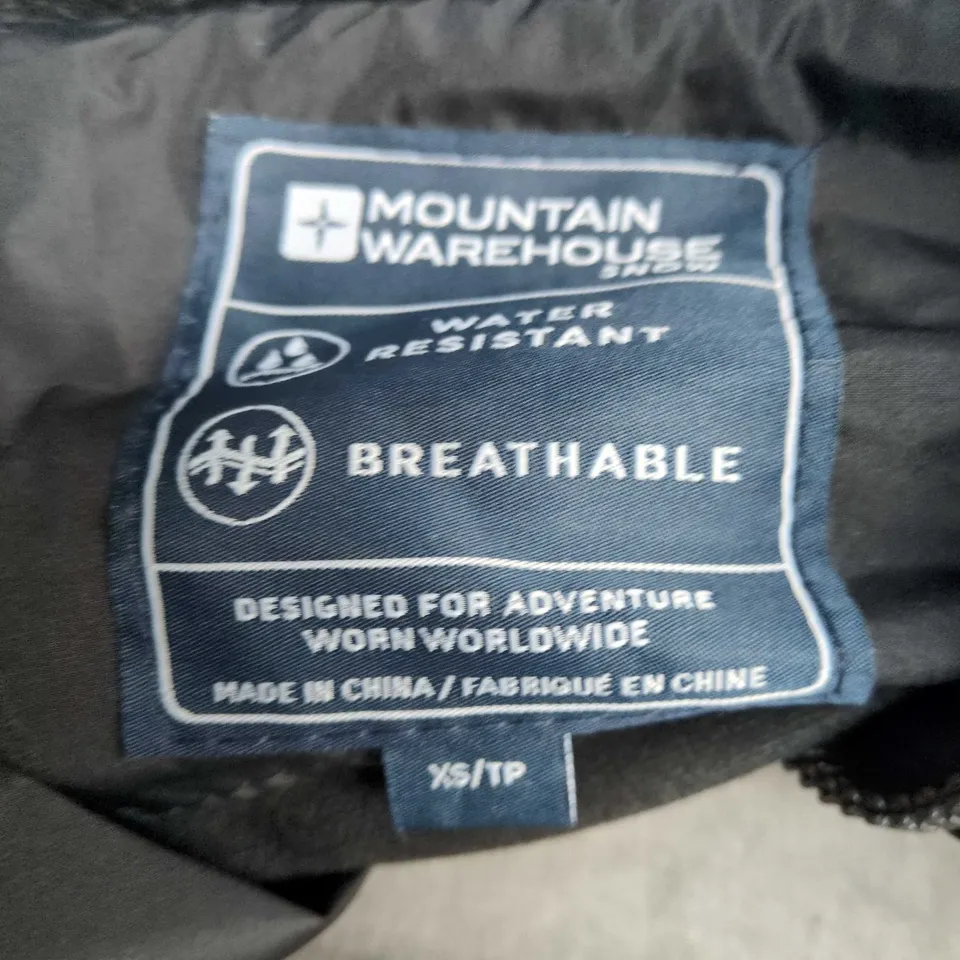 MOUNTAIN
WAREHOUSE
SNOW
WATER
RESISTANT
BREATHABLE
DESIGNED FOR ADVENTURE
WORN WORLDWIDE
MADE IN CHINA / FABRIQUÉ EN CHINE
XS/TP